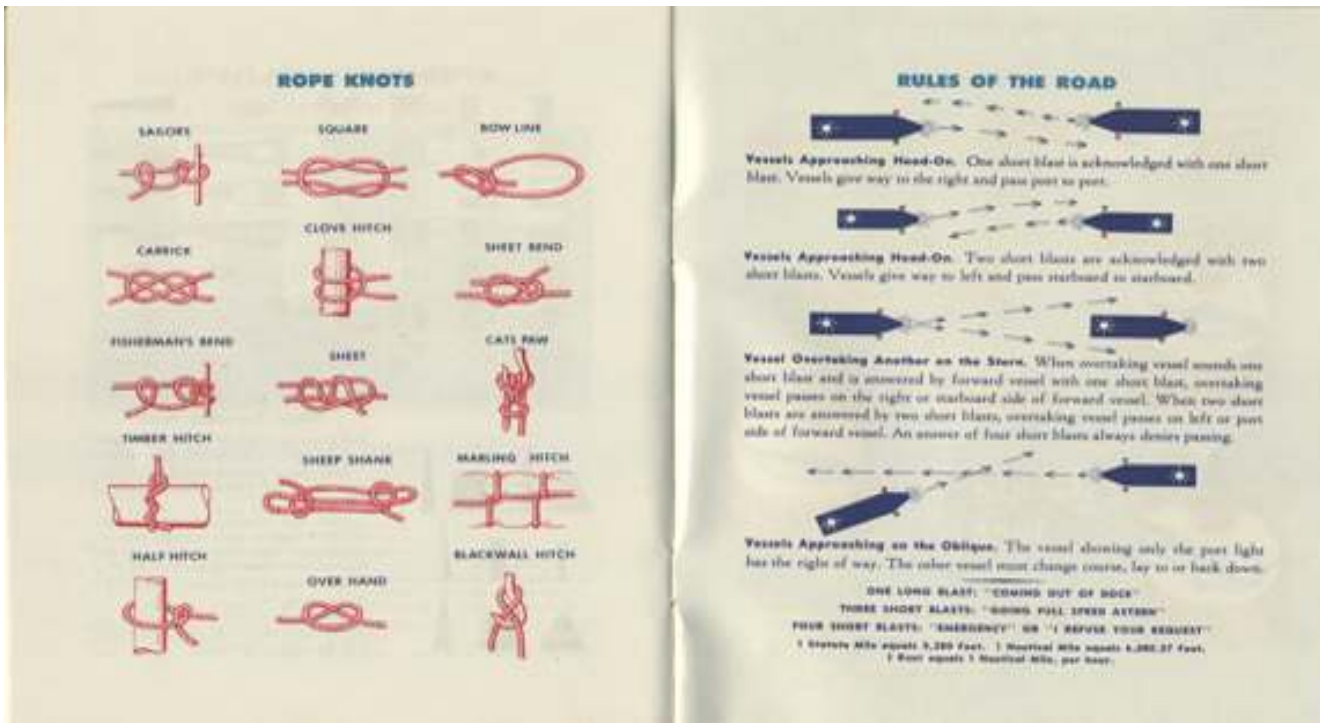 ROPE KNOTS
SAILORS
SQUARE
BOW LINE
CARRICK
CLOVE HITCH
SHEET BEND
FISHERMAN'S BEND
SHEET
CATS PAW
TIMBER HITCH
SHEEP SHANK
MARLING HITCH
HALF HITCH
OVER HAND
BLACKWALL HITCH
RULES OF THE ROAD
Vessels Approaching Head-On. One short blast is acknowledged with one short
blast. Vessels give way to the right and pass port to port.
Vessels Approaching Head-On. Two short blasts are acknowledged with two
short blasts. Vessels give way to left and pass starboard to starboard.
Vessel Overtaking Another on the Stern. When overtaking vessel sounds one
short blast and is answered by forward vessel with one short blast, overtaking
vessel passes on the right or starboard side of forward vessel. When two short
blasts are answered by two short blasts, overtaking vessel passes on left or port
side of forward vessel. An answer of four short blasts always denies passing.
Vessels Approaching on the Oblique. The vessel showing only the port light
has the right of way. The other vessel must change course, lay to or back down.
ONE LONG BLAST: "COMING OUT OF DOCK"
THREE SHORT BLASTS: "GOING FULL SPEED ASTERN"
FOUR SHORT BLASTS: "EMERGENCY" OR "I REFUSE YOUR REQUEST"
1 Statute Mile equals 5,280 Feet. 1 Nautical Mile equals 6,080.27 Feet.
1 Knot equals 1 Nautical Mile, per hour.